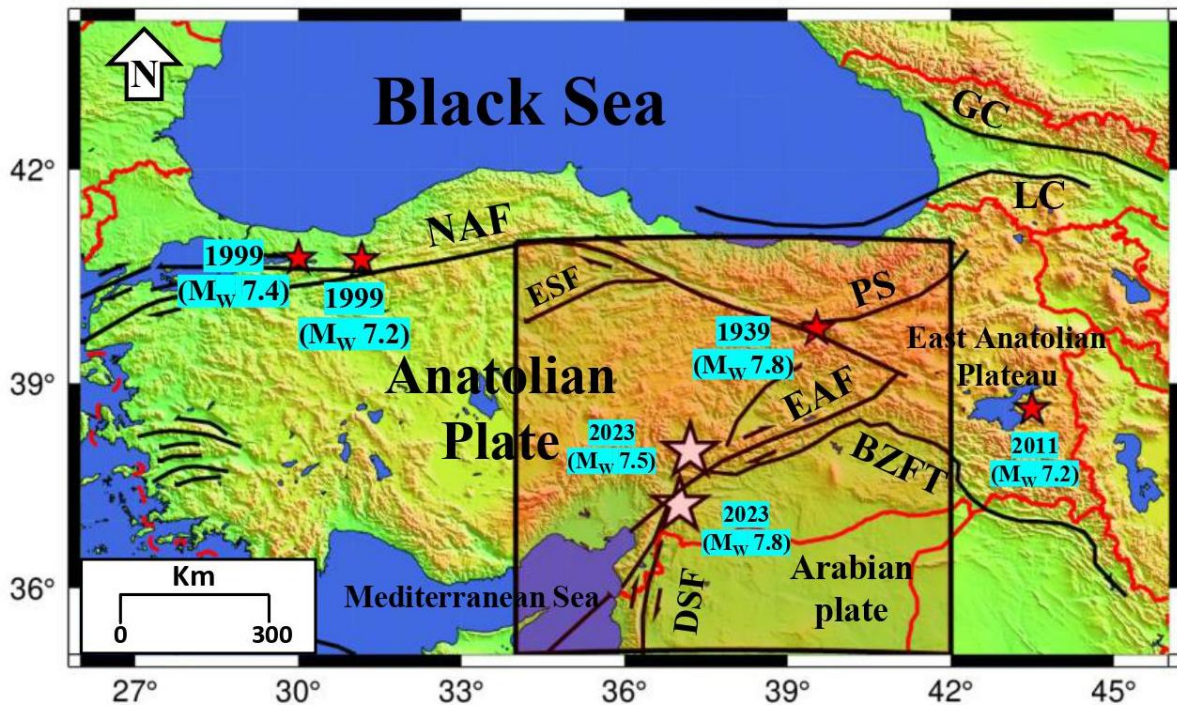 N
Black Sea
GC
42°
LC
NAF
1999
(MW 7.4)
1999
(MW 7.2)
ESF
PS
1939
(MW 7.8)
East Anatolian
Plateau
39°
Anatolian
Plate
EAF
2023
(MW 7.5)
BZFT
2011
(MW 7.2)
2023
(MW 7.8)
Km
0 300
36°
Mediterranean Sea
DSF
Arabian
plate
27° 30° 33° 36° 39° 42° 45°